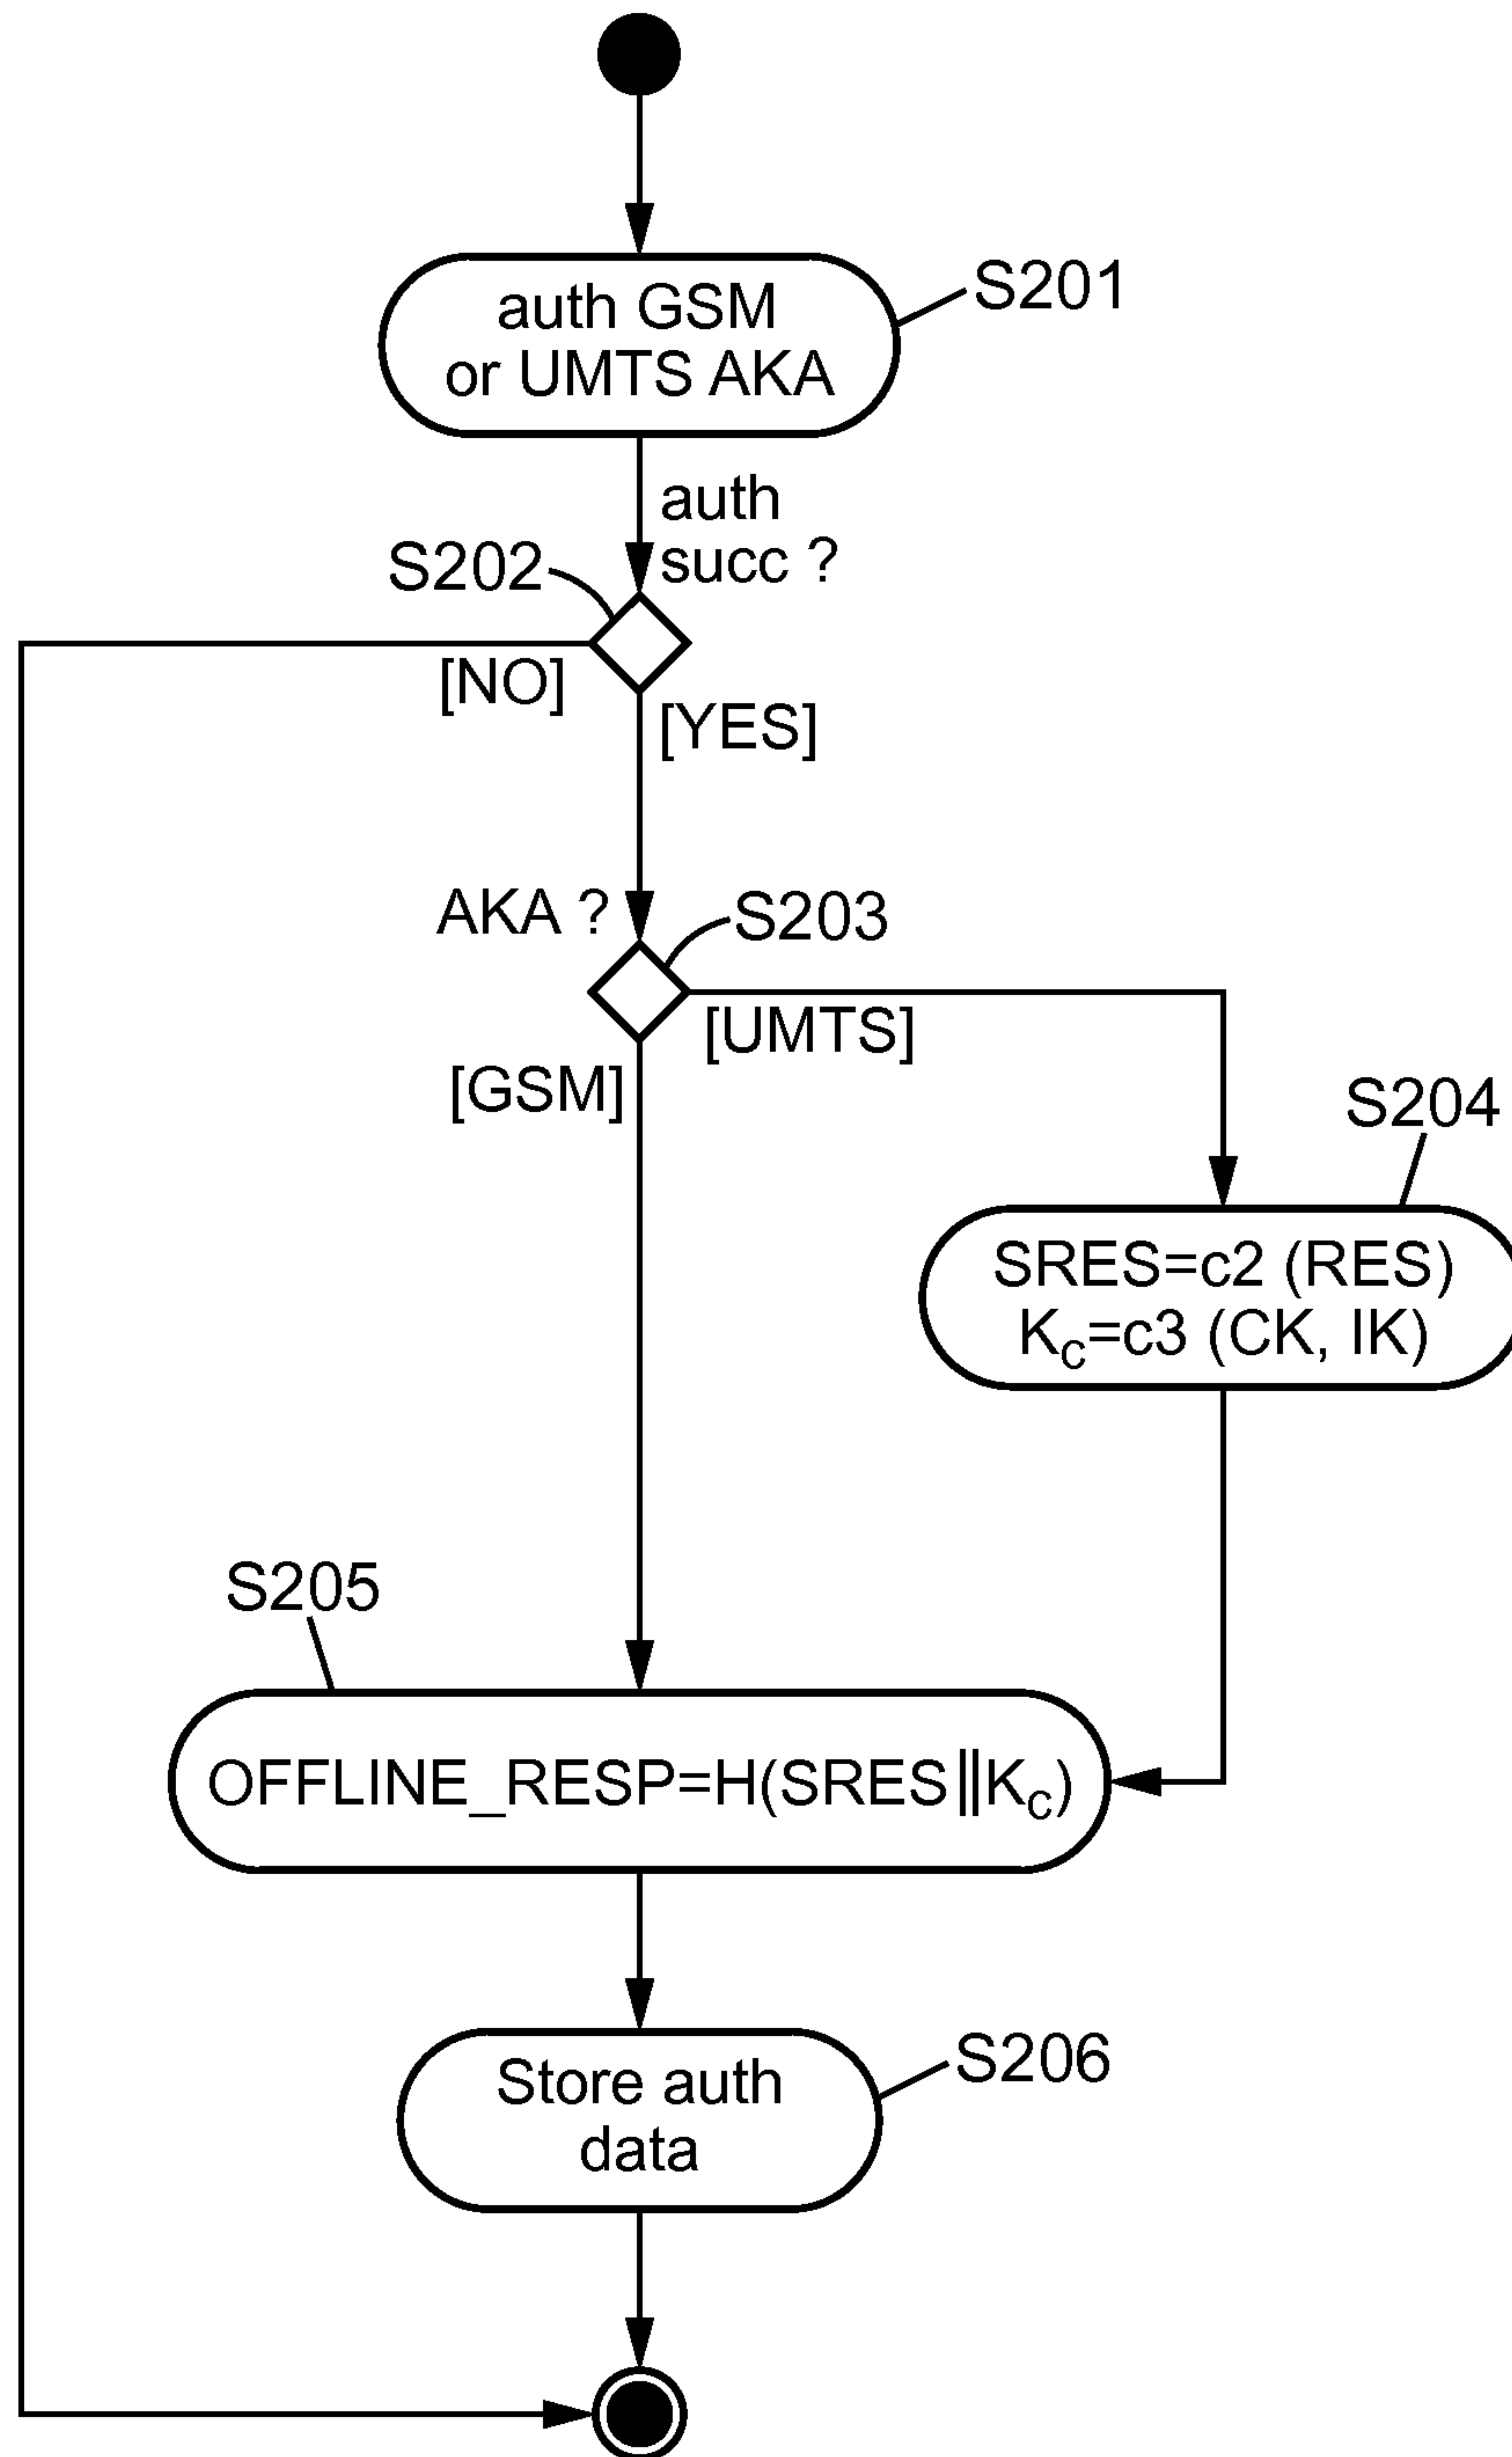 auth GSM
or UMTS AKA
S201
auth
succ ?
S202
[NO]
[YES]
AKA ?
S203
[UMTS]
[GSM]
S204
SRES=c2 (RES)
KC=c3 (CK, IK)
S205
OFFLINE_RESP=H(SRES||KC)
Store auth
data
S206